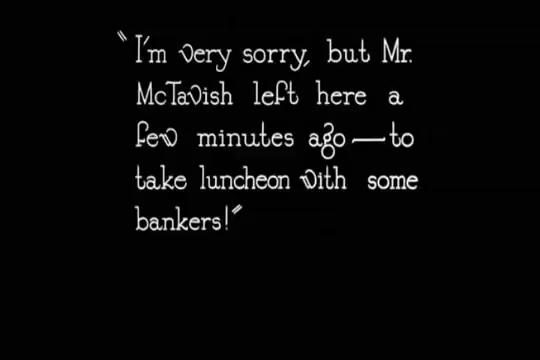 "I'm very sorry, but Mr.
McTavish left here a
few minutes ago—to
take luncheon with some
bankers!"